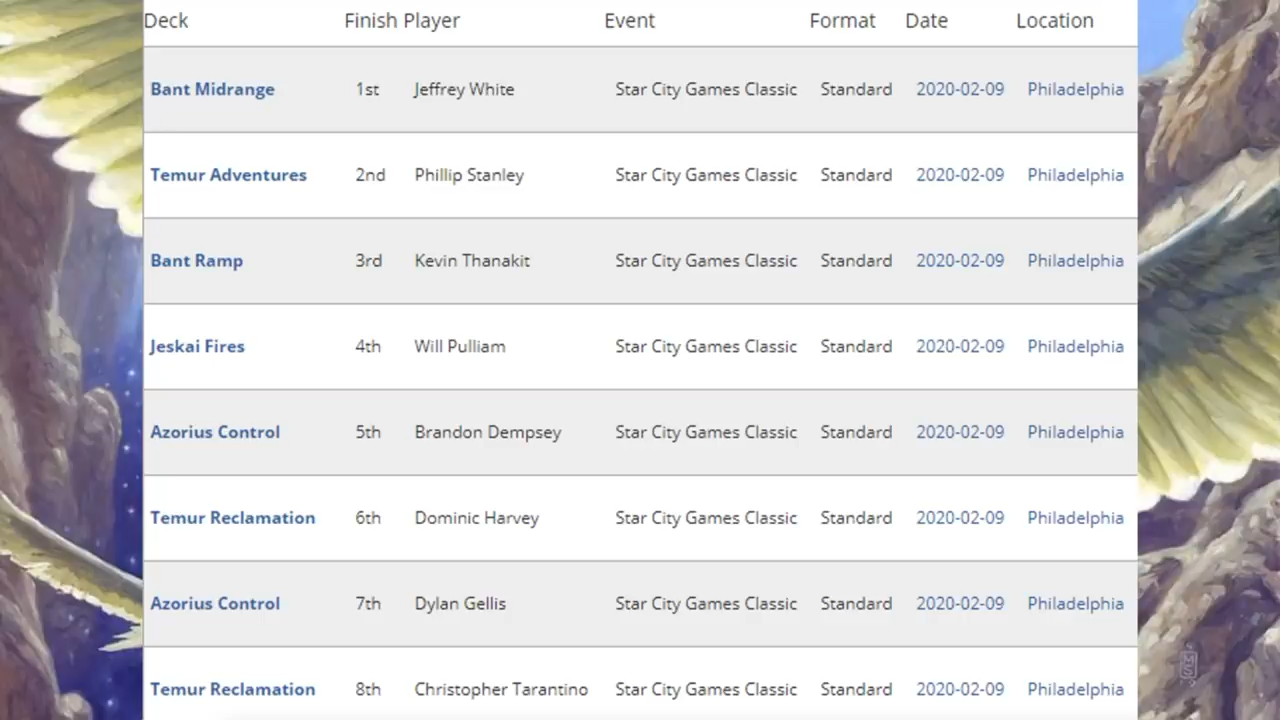 Deck Finish Player Event Format Date Location
Bant Midrange 1st Jeffrey White Star City Games Classic Standard 2020-02-09 Philadelphia
Temur Adventures 2nd Phillip Stanley Star City Games Classic Standard 2020-02-09 Philadelphia
Bant Ramp 3rd Kevin Thanakit Star City Games Classic Standard 2020-02-09 Philadelphia
Jeskai Fires 4th Will Pulliam Star City Games Classic Standard 2020-02-09 Philadelphia
Azorius Control 5th Brandon Dempsey Star City Games Classic Standard 2020-02-09 Philadelphia
Temur Reclamation 6th Dominic Harvey Star City Games Classic Standard 2020-02-09 Philadelphia
Azorius Control 7th Dylan Gellis Star City Games Classic Standard 2020-02-09 Philadelphia
Temur Reclamation 8th Christopher Tarantino Star City Games Classic Standard 2020-02-09 Philadelphia